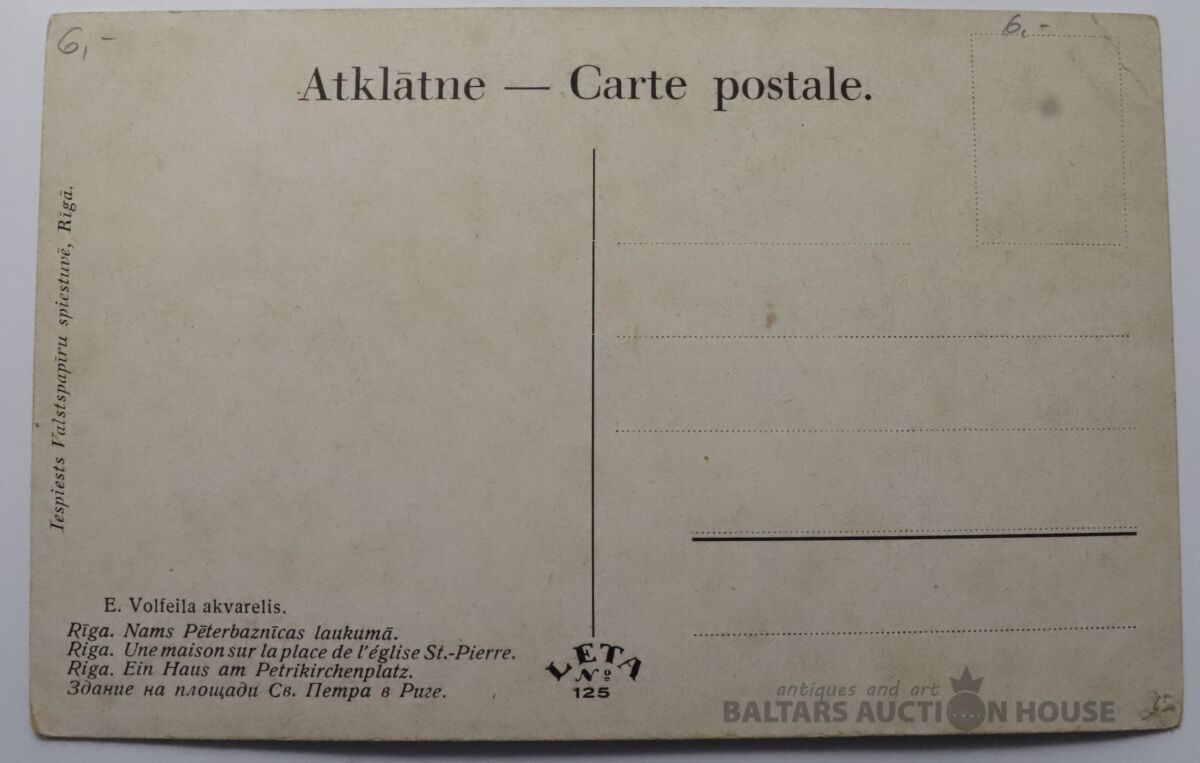 6,-
6,-
Atklātne — Carte postale.
Iespiests Valstspapīru spiestuvē, Rīgā.
E. Volfeila akvarelis.
Rīga. Nams Pēterbaznīcas laukumā.
Riga. Une maison sur la place de l'église St.-Pierre.
Riga. Ein Haus am Petrikirchenplatz.
Здание на площади Св. Петра в Риге.
LETA
№
125
antiques and art
BALTARS AUCTION HOUSE